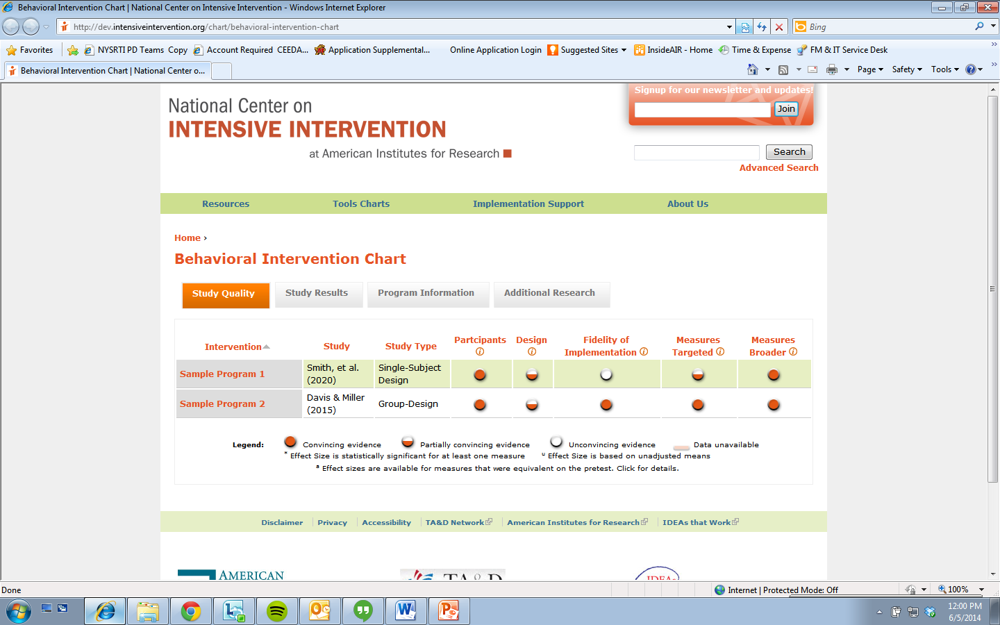 Behavioral Intervention Chart | National Center on Intensive Intervention - Windows Internet Explorer
http://dev.intensiveintervention.org/chart/behavioral-intervention-chart
Bing
Favorites NYSRTI PD Teams Copy Account Required CEEDA... Application Supplemental... Online Application Login Suggested Sites InsideAIR - Home Time & Expense FM & IT Service Desk
Behavioral Intervention Chart | National Center o...
Page Safety Tools
Signup for our newsletter and updates!
Join
National Center on
INTENSIVE INTERVENTION
at American Institutes for Research
Search
Advanced Search
Resources Tools Charts Implementation Support About Us
Home ›
Behavioral Intervention Chart
Study Quality Study Results Program Information Additional Research
Intervention Study Study Type Partcipants Design Fidelity of Implementation Measures Targeted Measures Broader
Sample Program 1 Smith, et al. (2020) Single-Subject Design
Sample Program 2 Davis & Miller (2015) Group-Design
Legend: Convincing evidence Partially convincing evidence Unconvincing evidence Data unavailable
* Effect Size is statistically significant for at least one measure u Effect Size is based on unadjusted means
a Effect sizes are available for measures that were equivalent on the pretest. Click for details.
Disclaimer Privacy Accessibility TA&D Network American Institutes for Research IDEAs that Work
AMERICAN TA&D IDEAs
Done Internet | Protected Mode: Off 100%
12:00 PM
6/5/2014